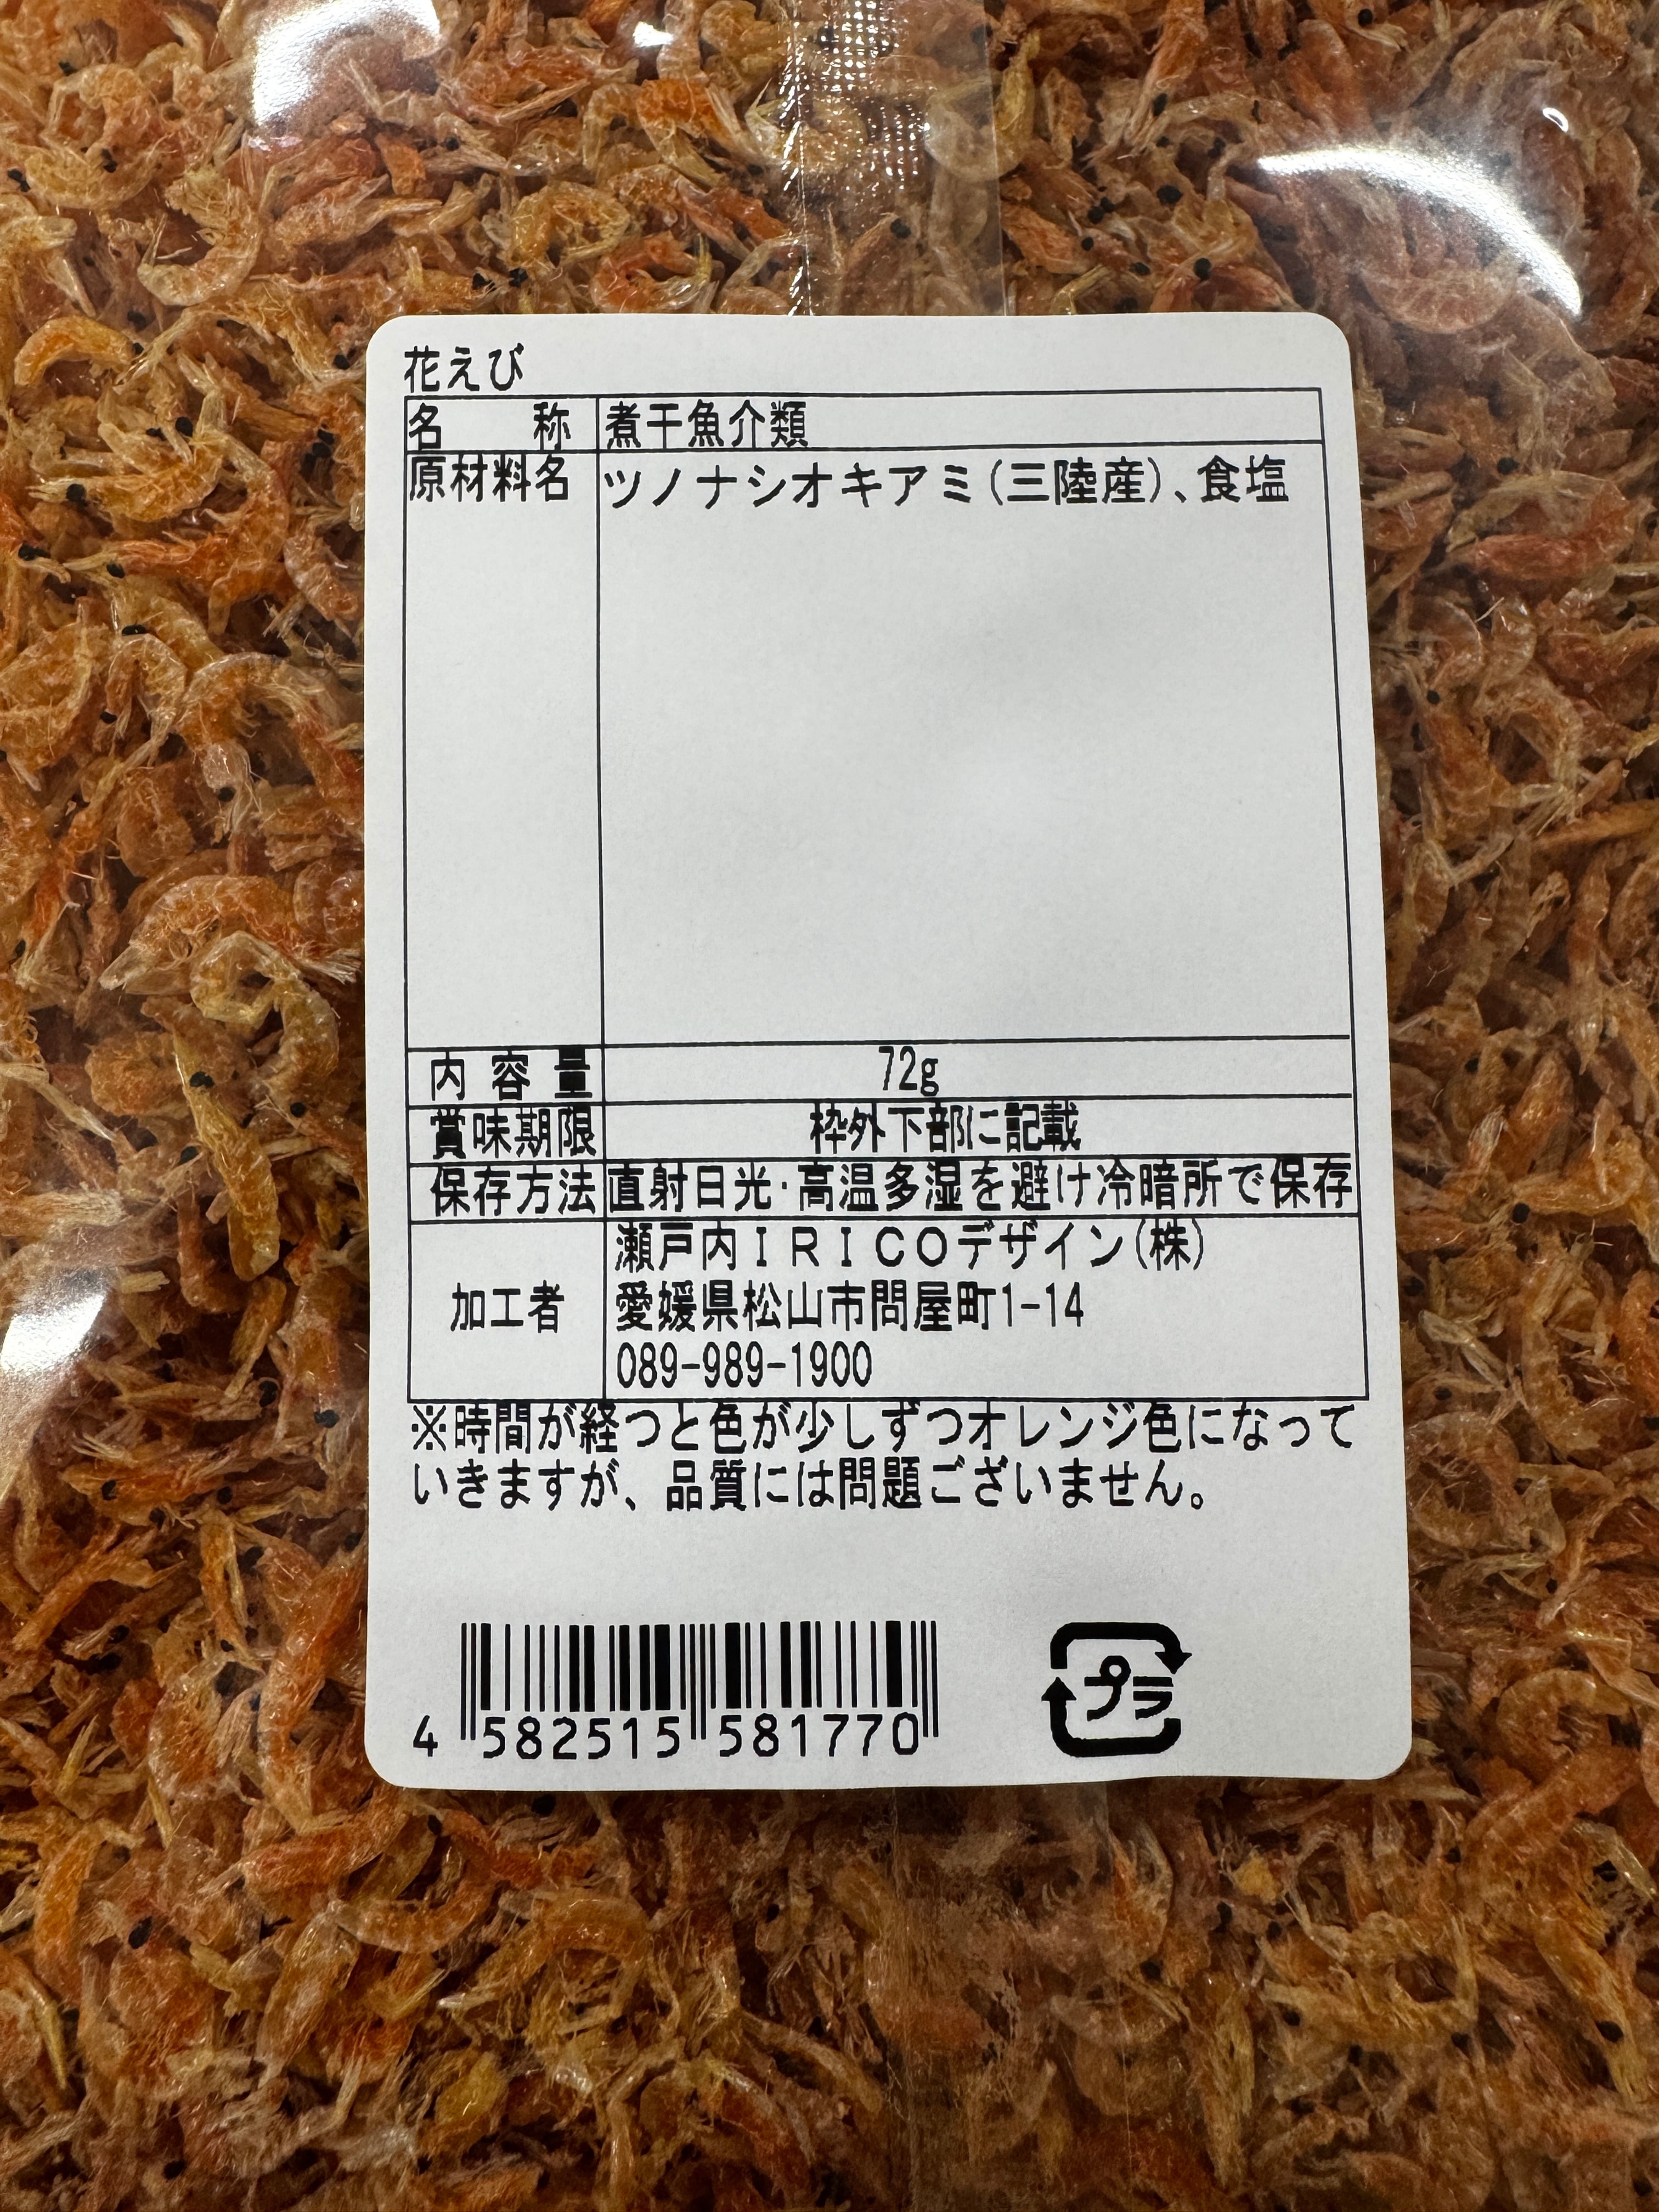 花えび
名 称 煮干魚介類
原材料名 ツノナシオキアミ(三陸産)、食塩
内容量 72g
賞味期限 枠外下部に記載
保存方法 直射日光・高温多湿を避け冷暗所で保存
瀬戸内IRICOデザイン(株)
加工者 愛媛県松山市問屋町1-14
089-989-1900
※時間が経つと色が少しずつオレンジ色になって
いきますが、品質には問題ございません。
プラ
4 582515 581770